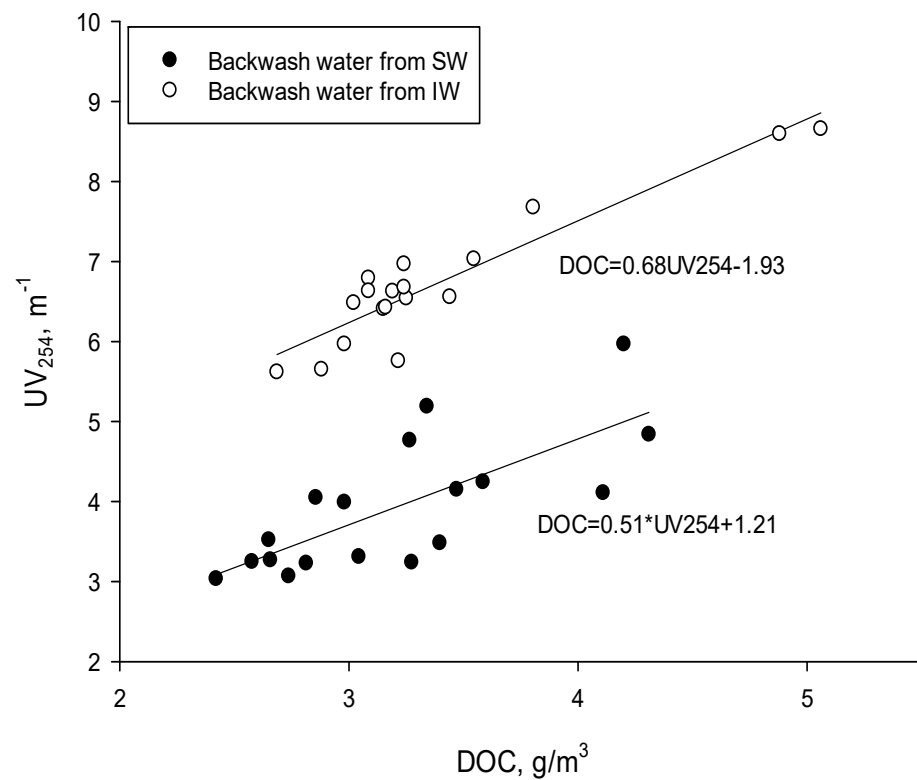 Backwash water from SW
Backwash water from IW
10
9
8
7
6
5
4
3
2
UV₂₅₄, m⁻¹
DOC=0.68UV254-1.93
DOC=0.51*UV254+1.21
2 3 4 5
DOC, g/m³